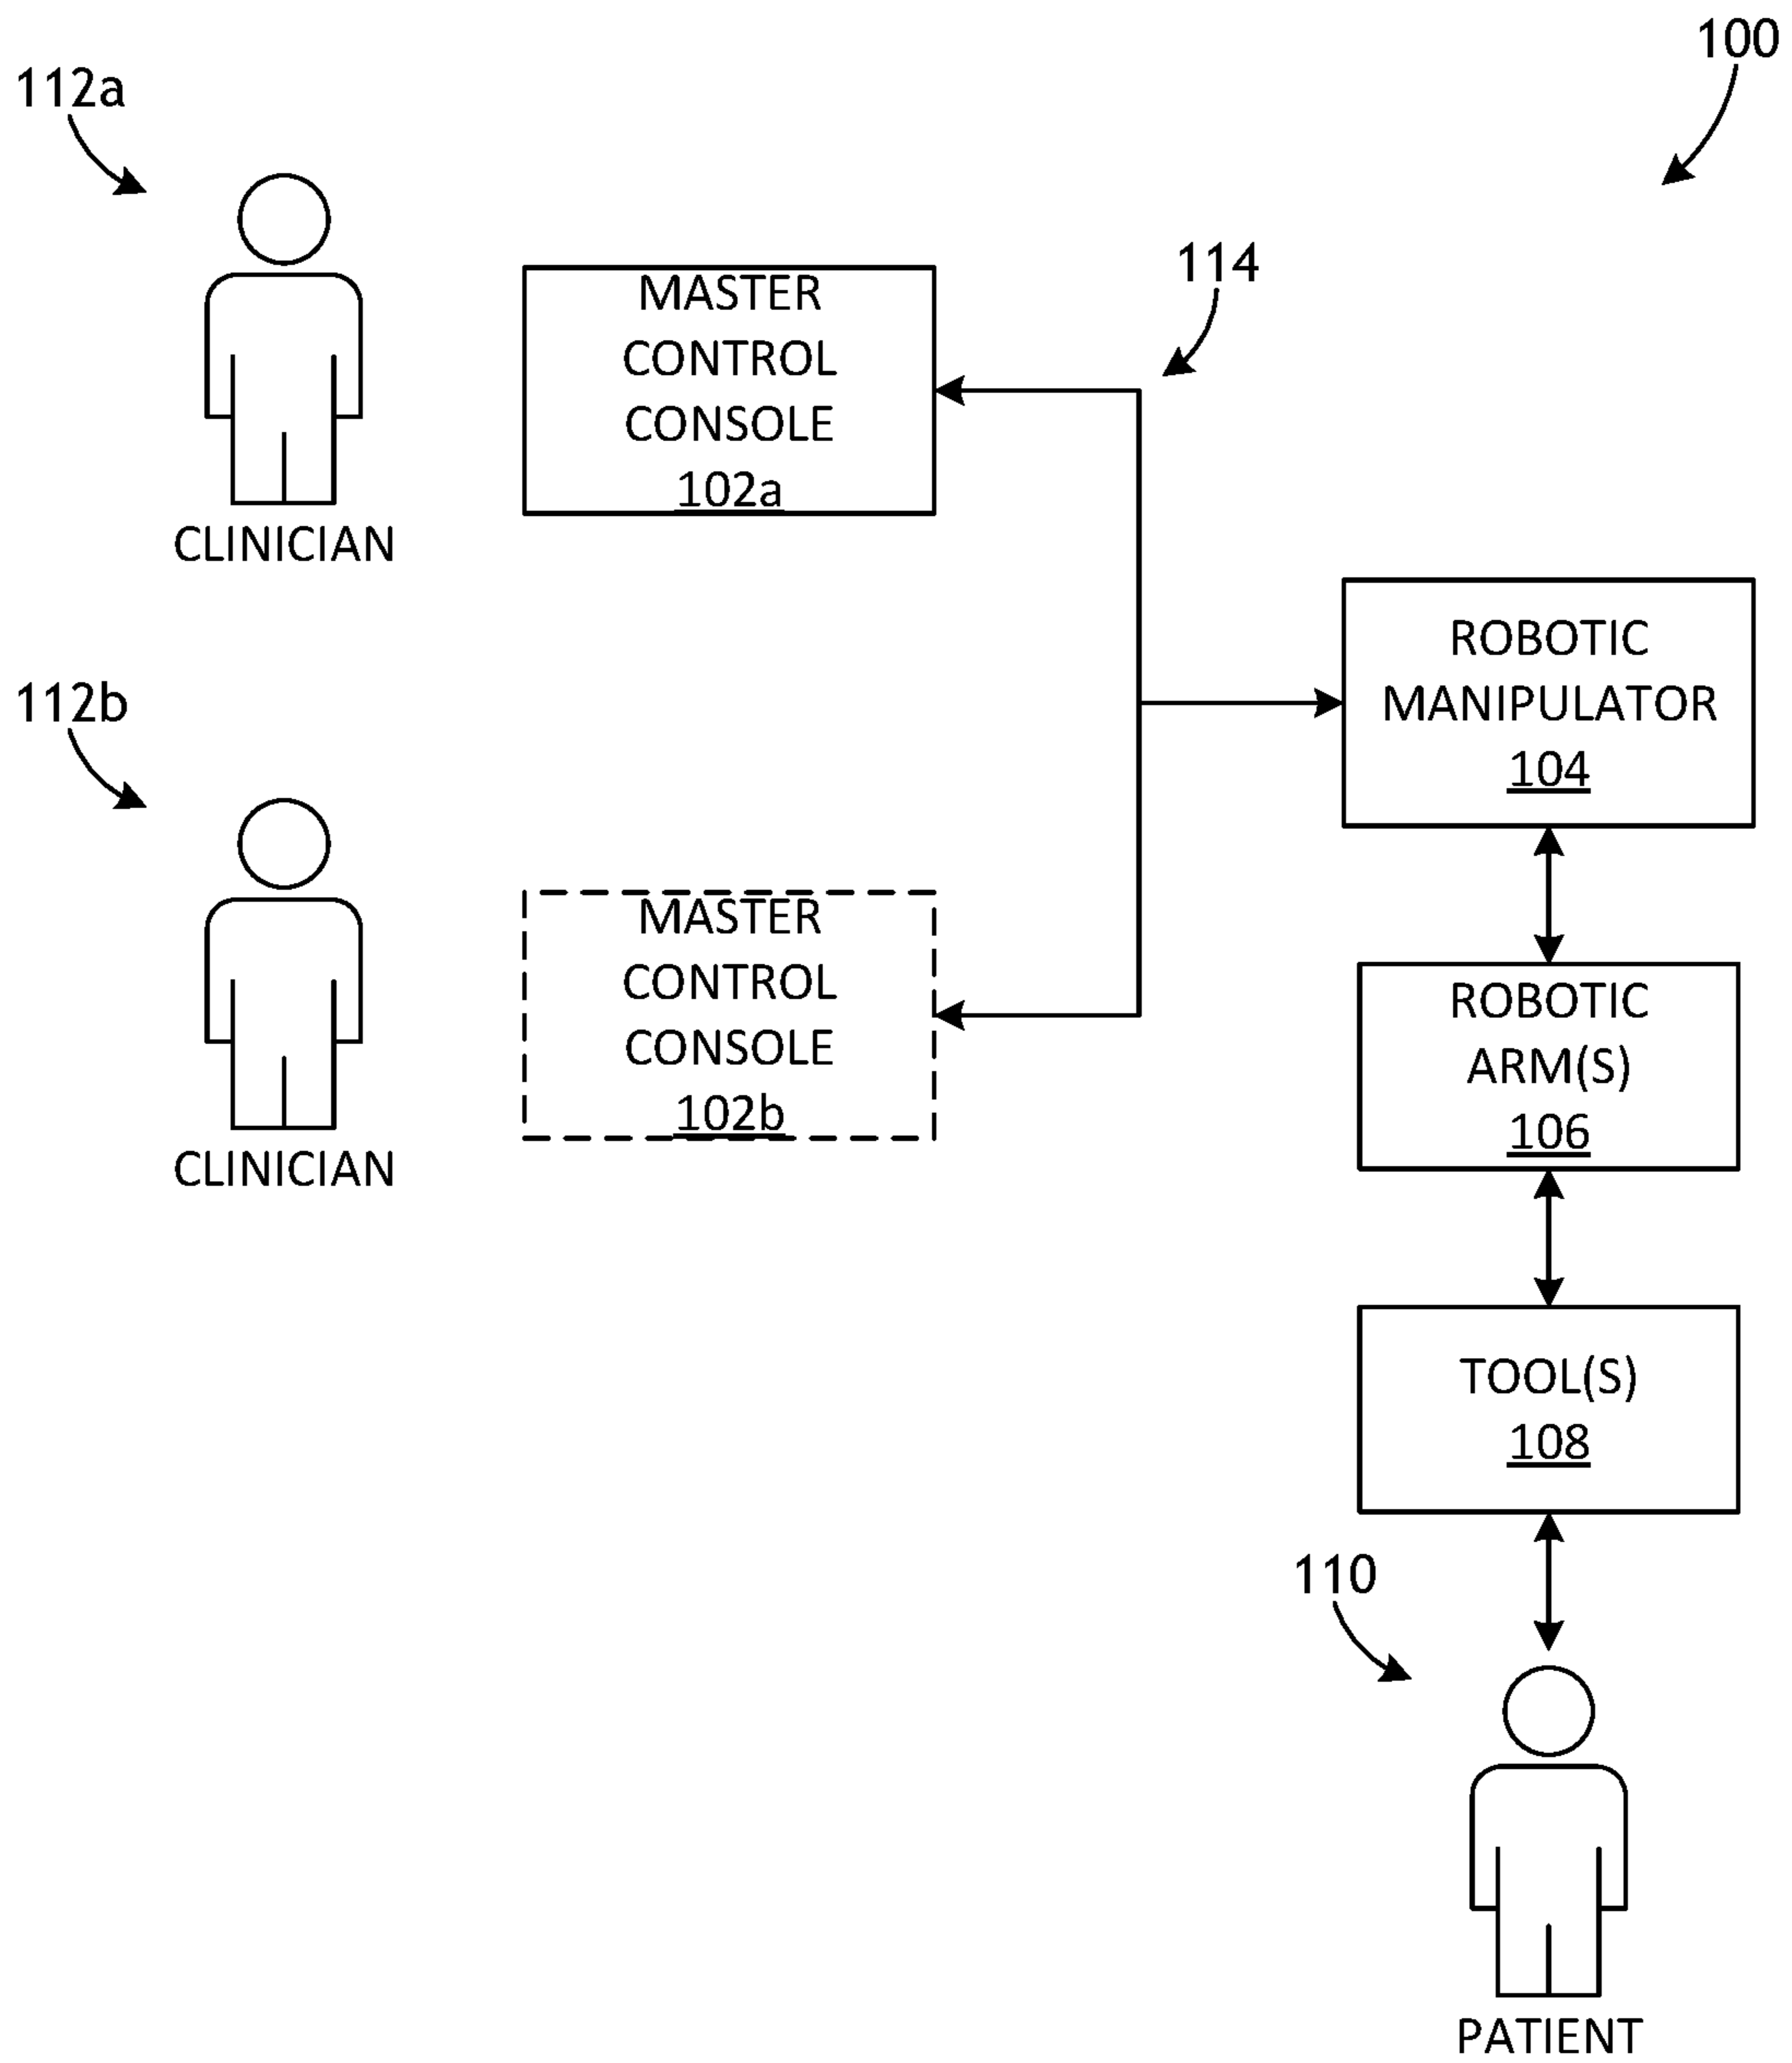 100
112a
114
MASTER
CONTROL
CONSOLE
102a
CLINICIAN
112b
ROBOTIC
MANIPULATOR
104
MASTER
CONTROL
CONSOLE
102b
CLINICIAN
ROBOTIC
ARM(S)
106
TOOL(S)
108
110
PATIENT